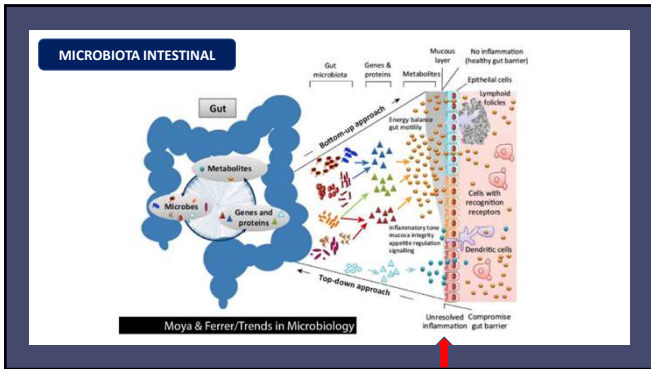 MICROBIOTA INTESTINAL
Gut
microbiota
Genes &
proteins
Metabolites
Mucous
layer
No inflammation
(healthy gut barrier)
Epithelial cells
Lymphoid
follicles
Gut
Bottom-up approach
Energy balance
gut motility
Metabolites
Microbes
Genes and
proteins
Cells with
recognition
receptors
Inflammatory tone
mucosa integrity
appetite regulation
signalling
Dendritic cells
Top-down approach
Unresolved
inflammation
Compromise
gut barrier
Moya & Ferrer/Trends in Microbiology